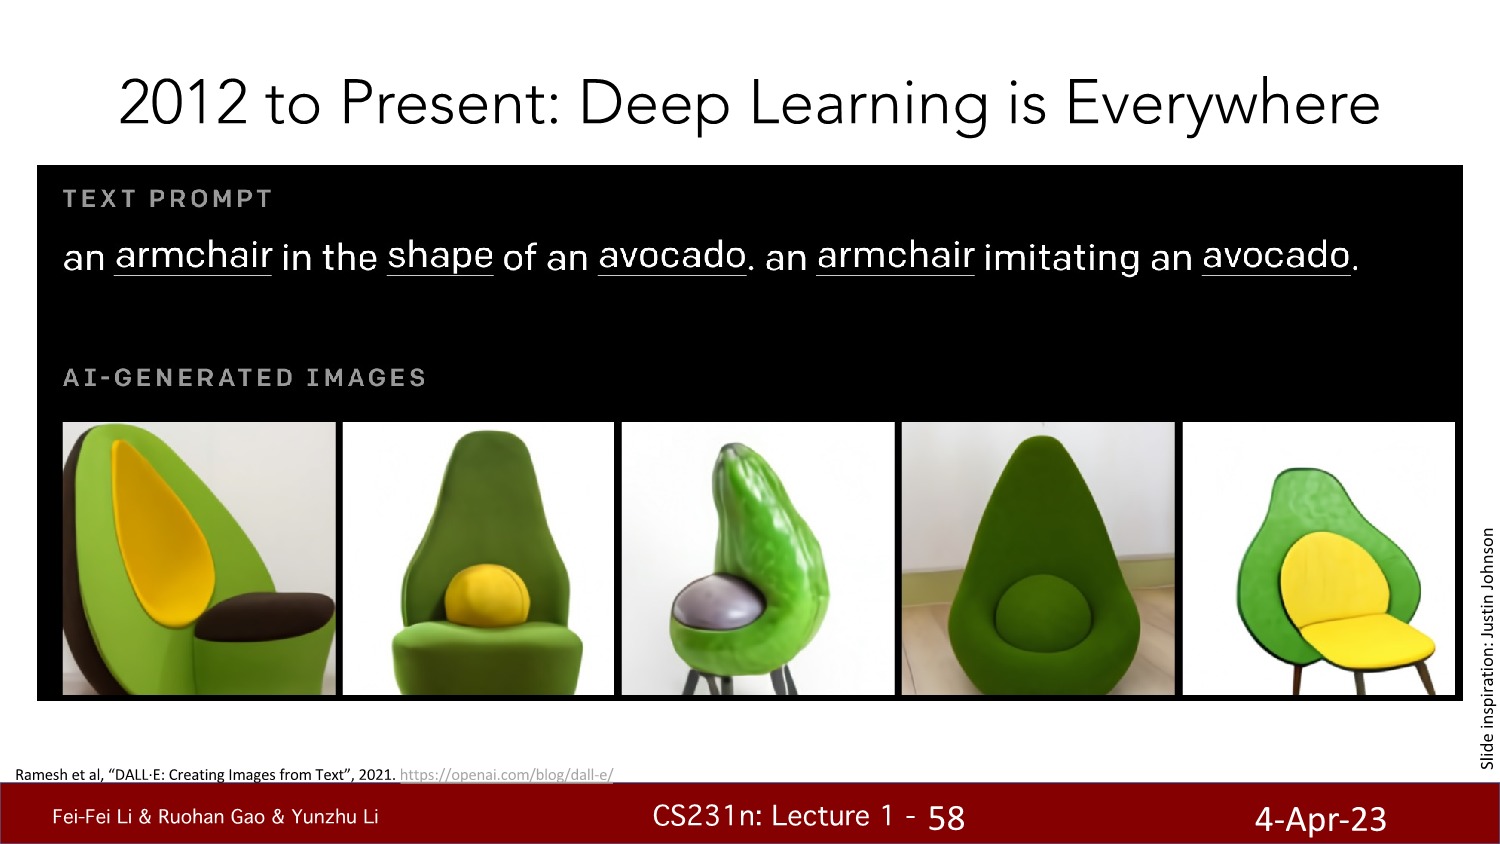 2012 to Present: Deep Learning is Everywhere
TEXT PROMPT
an armchair in the shape of an avocado. an armchair imitating an avocado.
AI-GENERATED IMAGES
Slide inspiration: Justin Johnson
Ramesh et al, “DALL·E: Creating Images from Text”, 2021. https://openai.com/blog/dall-e/
Fei-Fei Li & Ruohan Gao & Yunzhu Li
CS231n: Lecture 1 - 58
4-Apr-23